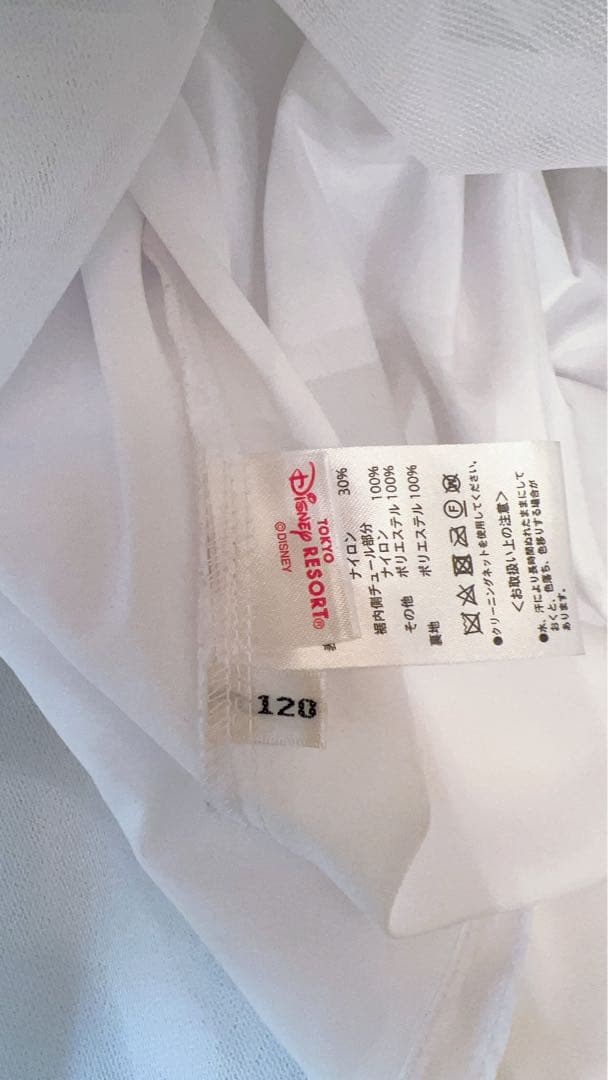 TOKYO
Disney RESORT®
©DISNEY
ナイロン 30%
裾内側チュール部分
ナイロン 100%
その他 ポリエステル 100%
裏地 ポリエステル 100%
●クリーニングネットを使用してください。
＜お取扱い上の注意＞
●水、汗により長時間ぬれたままにして
おくと、色落ち、色移りする場合が
あります。
120